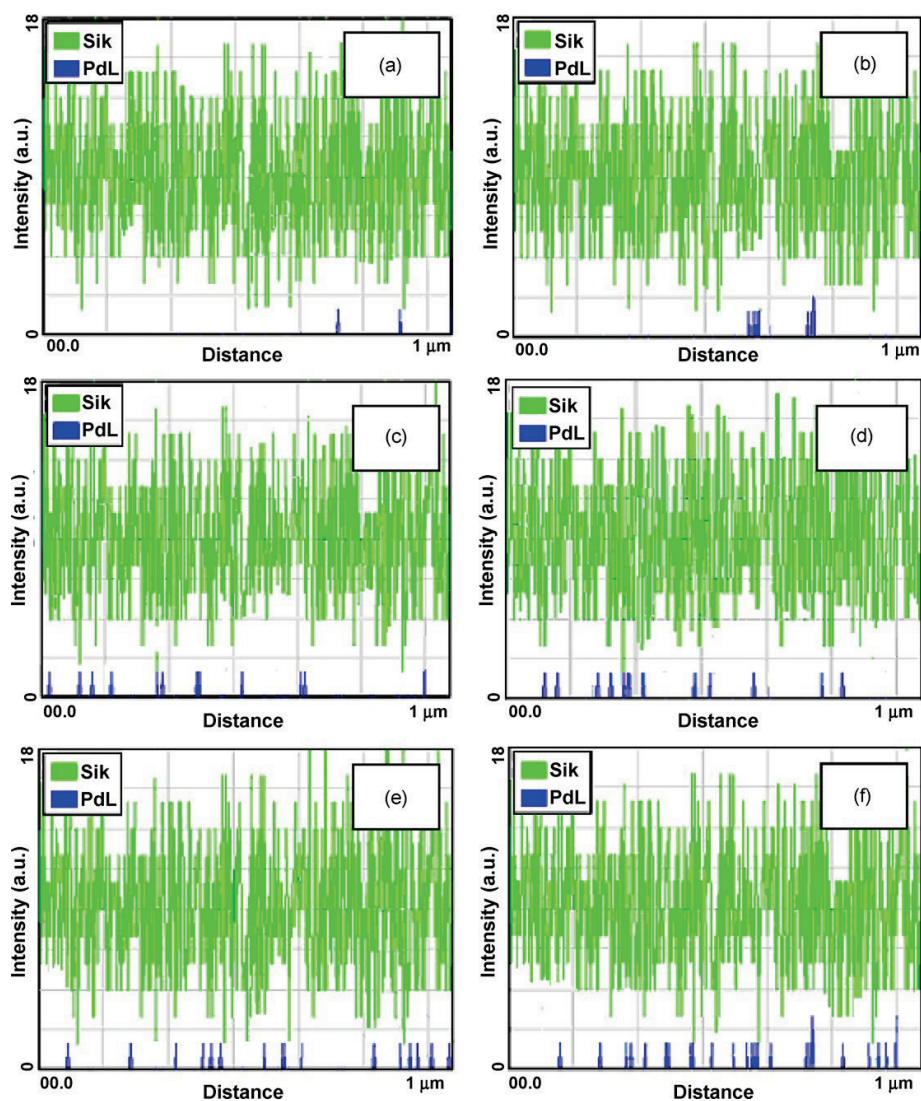 18
Sik
PdL
(a)
Intensity (a.u.)
0
00.0
Distance
1 μm
18
Sik
PdL
(b)
Intensity (a.u.)
0
00.0
Distance
1 μm
18
Sik
PdL
(c)
Intensity (a.u.)
0
00.0
Distance
1 μm
18
Sik
PdL
(d)
Intensity (a.u.)
0
00.0
Distance
1 μm
18
Sik
PdL
(e)
Intensity (a.u.)
0
00.0
Distance
1 μm
18
Sik
PdL
(f)
Intensity (a.u.)
0
00.0
Distance
1 μm